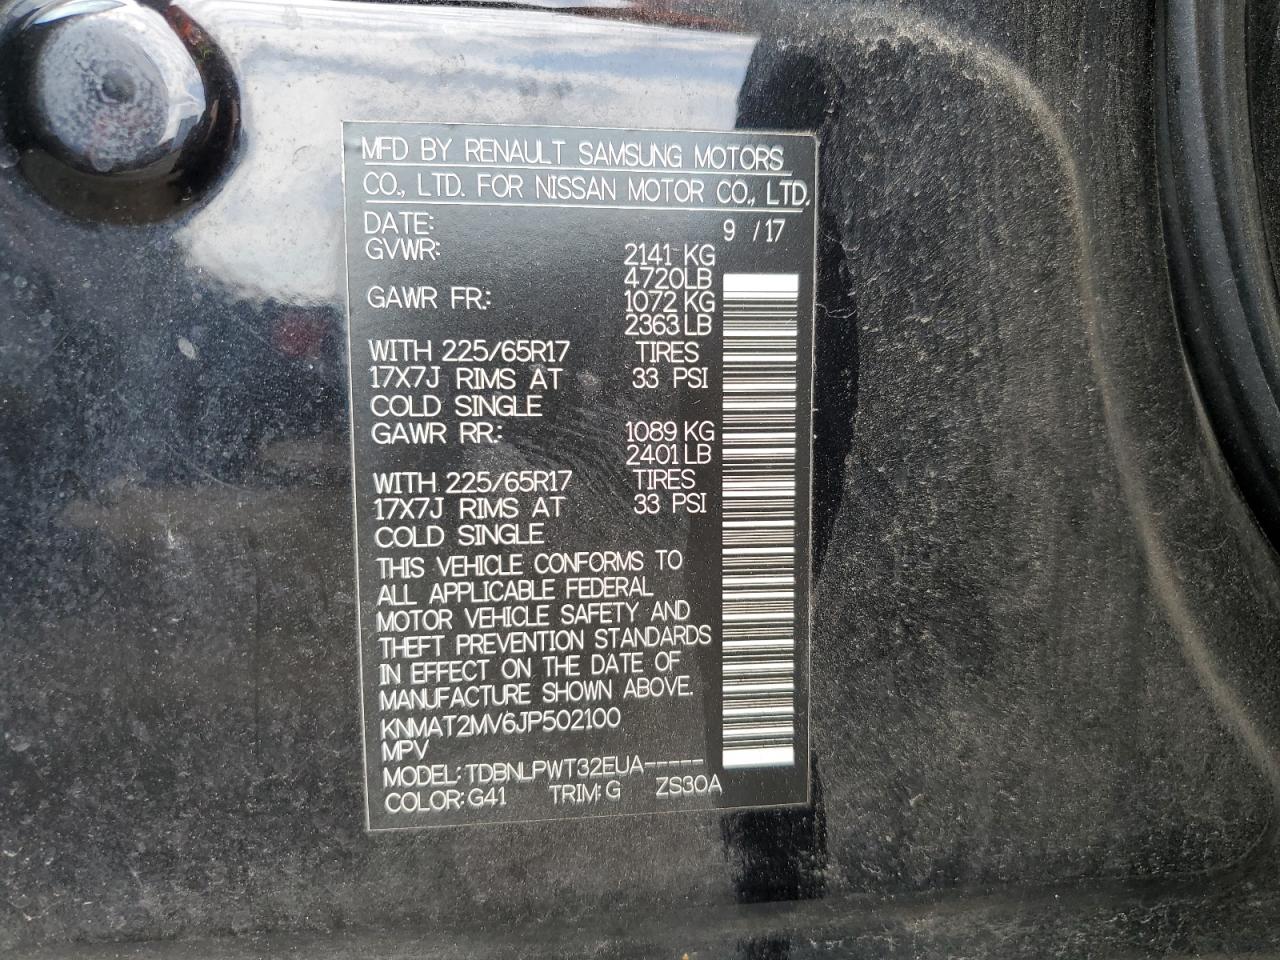 MFD BY RENAULT SAMSUNG MOTORS
CO., LTD. FOR NISSAN MOTOR CO., LTD.
DATE: 9 /17
GVWR: 2141 KG
4720LB
GAWR FR.: 1072 KG
2363 LB
WITH 225/65R17 TIRES
17X7J RIMS AT 33 PSI
COLD SINGLE
GAWR RR.: 1089 KG
2401 LB
WITH 225/65R17 TIRES
17X7J RIMS AT 33 PSI
COLD SINGLE
THIS VEHICLE CONFORMS TO
ALL APPLICABLE FEDERAL
MOTOR VEHICLE SAFETY AND
THEFT PREVENTION STANDARDS
IN EFFECT ON THE DATE OF
MANUFACTURE SHOWN ABOVE.
KNMAT2MV6JP502100
MPV
MODEL: TDBNLPWT32EUA-----
COLOR: G41 TRIM: G ZS30A